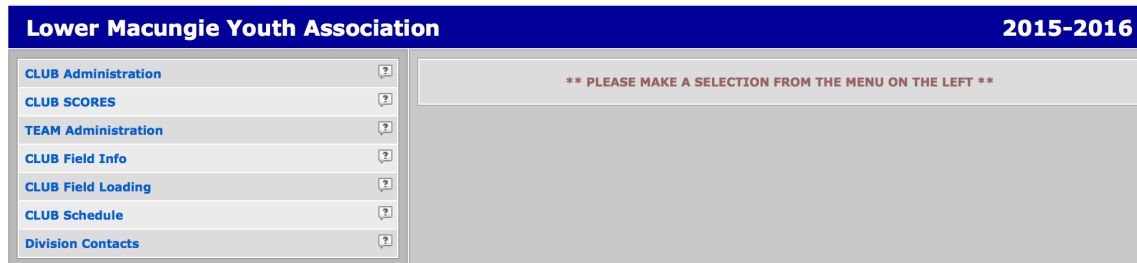 Lower Macungie Youth Association 2015-2016
CLUB Administration ?
** PLEASE MAKE A SELECTION FROM THE MENU ON THE LEFT **
CLUB SCORES ?
TEAM Administration ?
CLUB Field Info ?
CLUB Field Loading ?
CLUB Schedule ?
Division Contacts ?